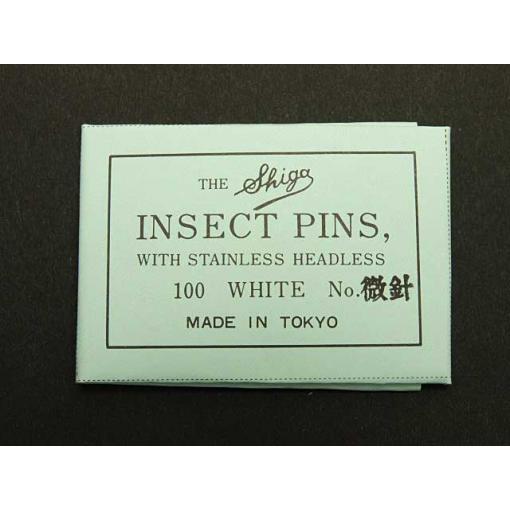 THE Shiga
INSECT PINS,
WITH STAINLESS HEADLESS
100 WHITE No.微針
MADE IN TOKYO